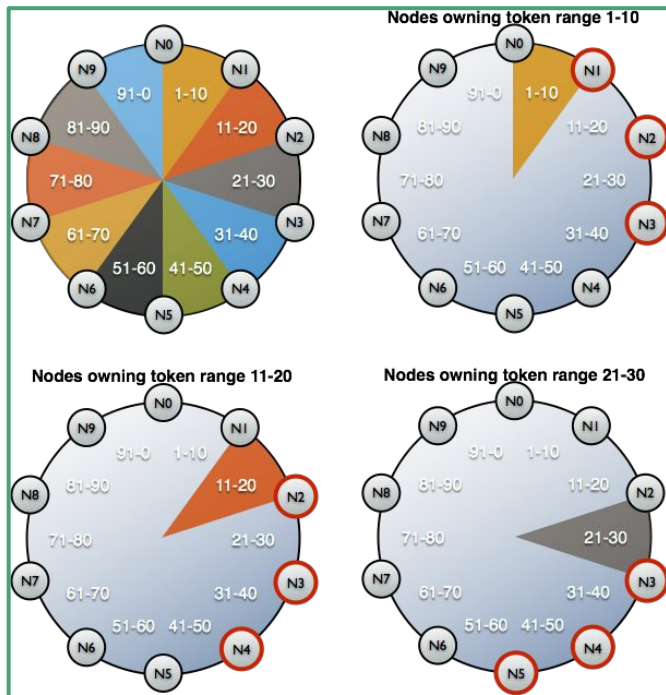 Nodes owning token range 1-10
N0
N9
N1
91-0
1-10
81-90
11-20
N8
N2
71-80
21-30
N7
N3
61-70
31-40
51-60
41-50
N6
N4
N5
N0
N9
N1
91-0
1-10
81-90
11-20
N8
N2
71-80
21-30
N7
N3
61-70
31-40
51-60
41-50
N6
N4
N5
Nodes owning token range 11-20
N0
N9
N1
91-0
1-10
81-90
11-20
N8
N2
71-80
21-30
N7
N3
61-70
31-40
51-60
41-50
N6
N4
N5
Nodes owning token range 21-30
N0
N9
N1
91-0
1-10
81-90
11-20
N8
N2
71-80
21-30
N7
N3
61-70
31-40
51-60
41-50
N6
N4
N5